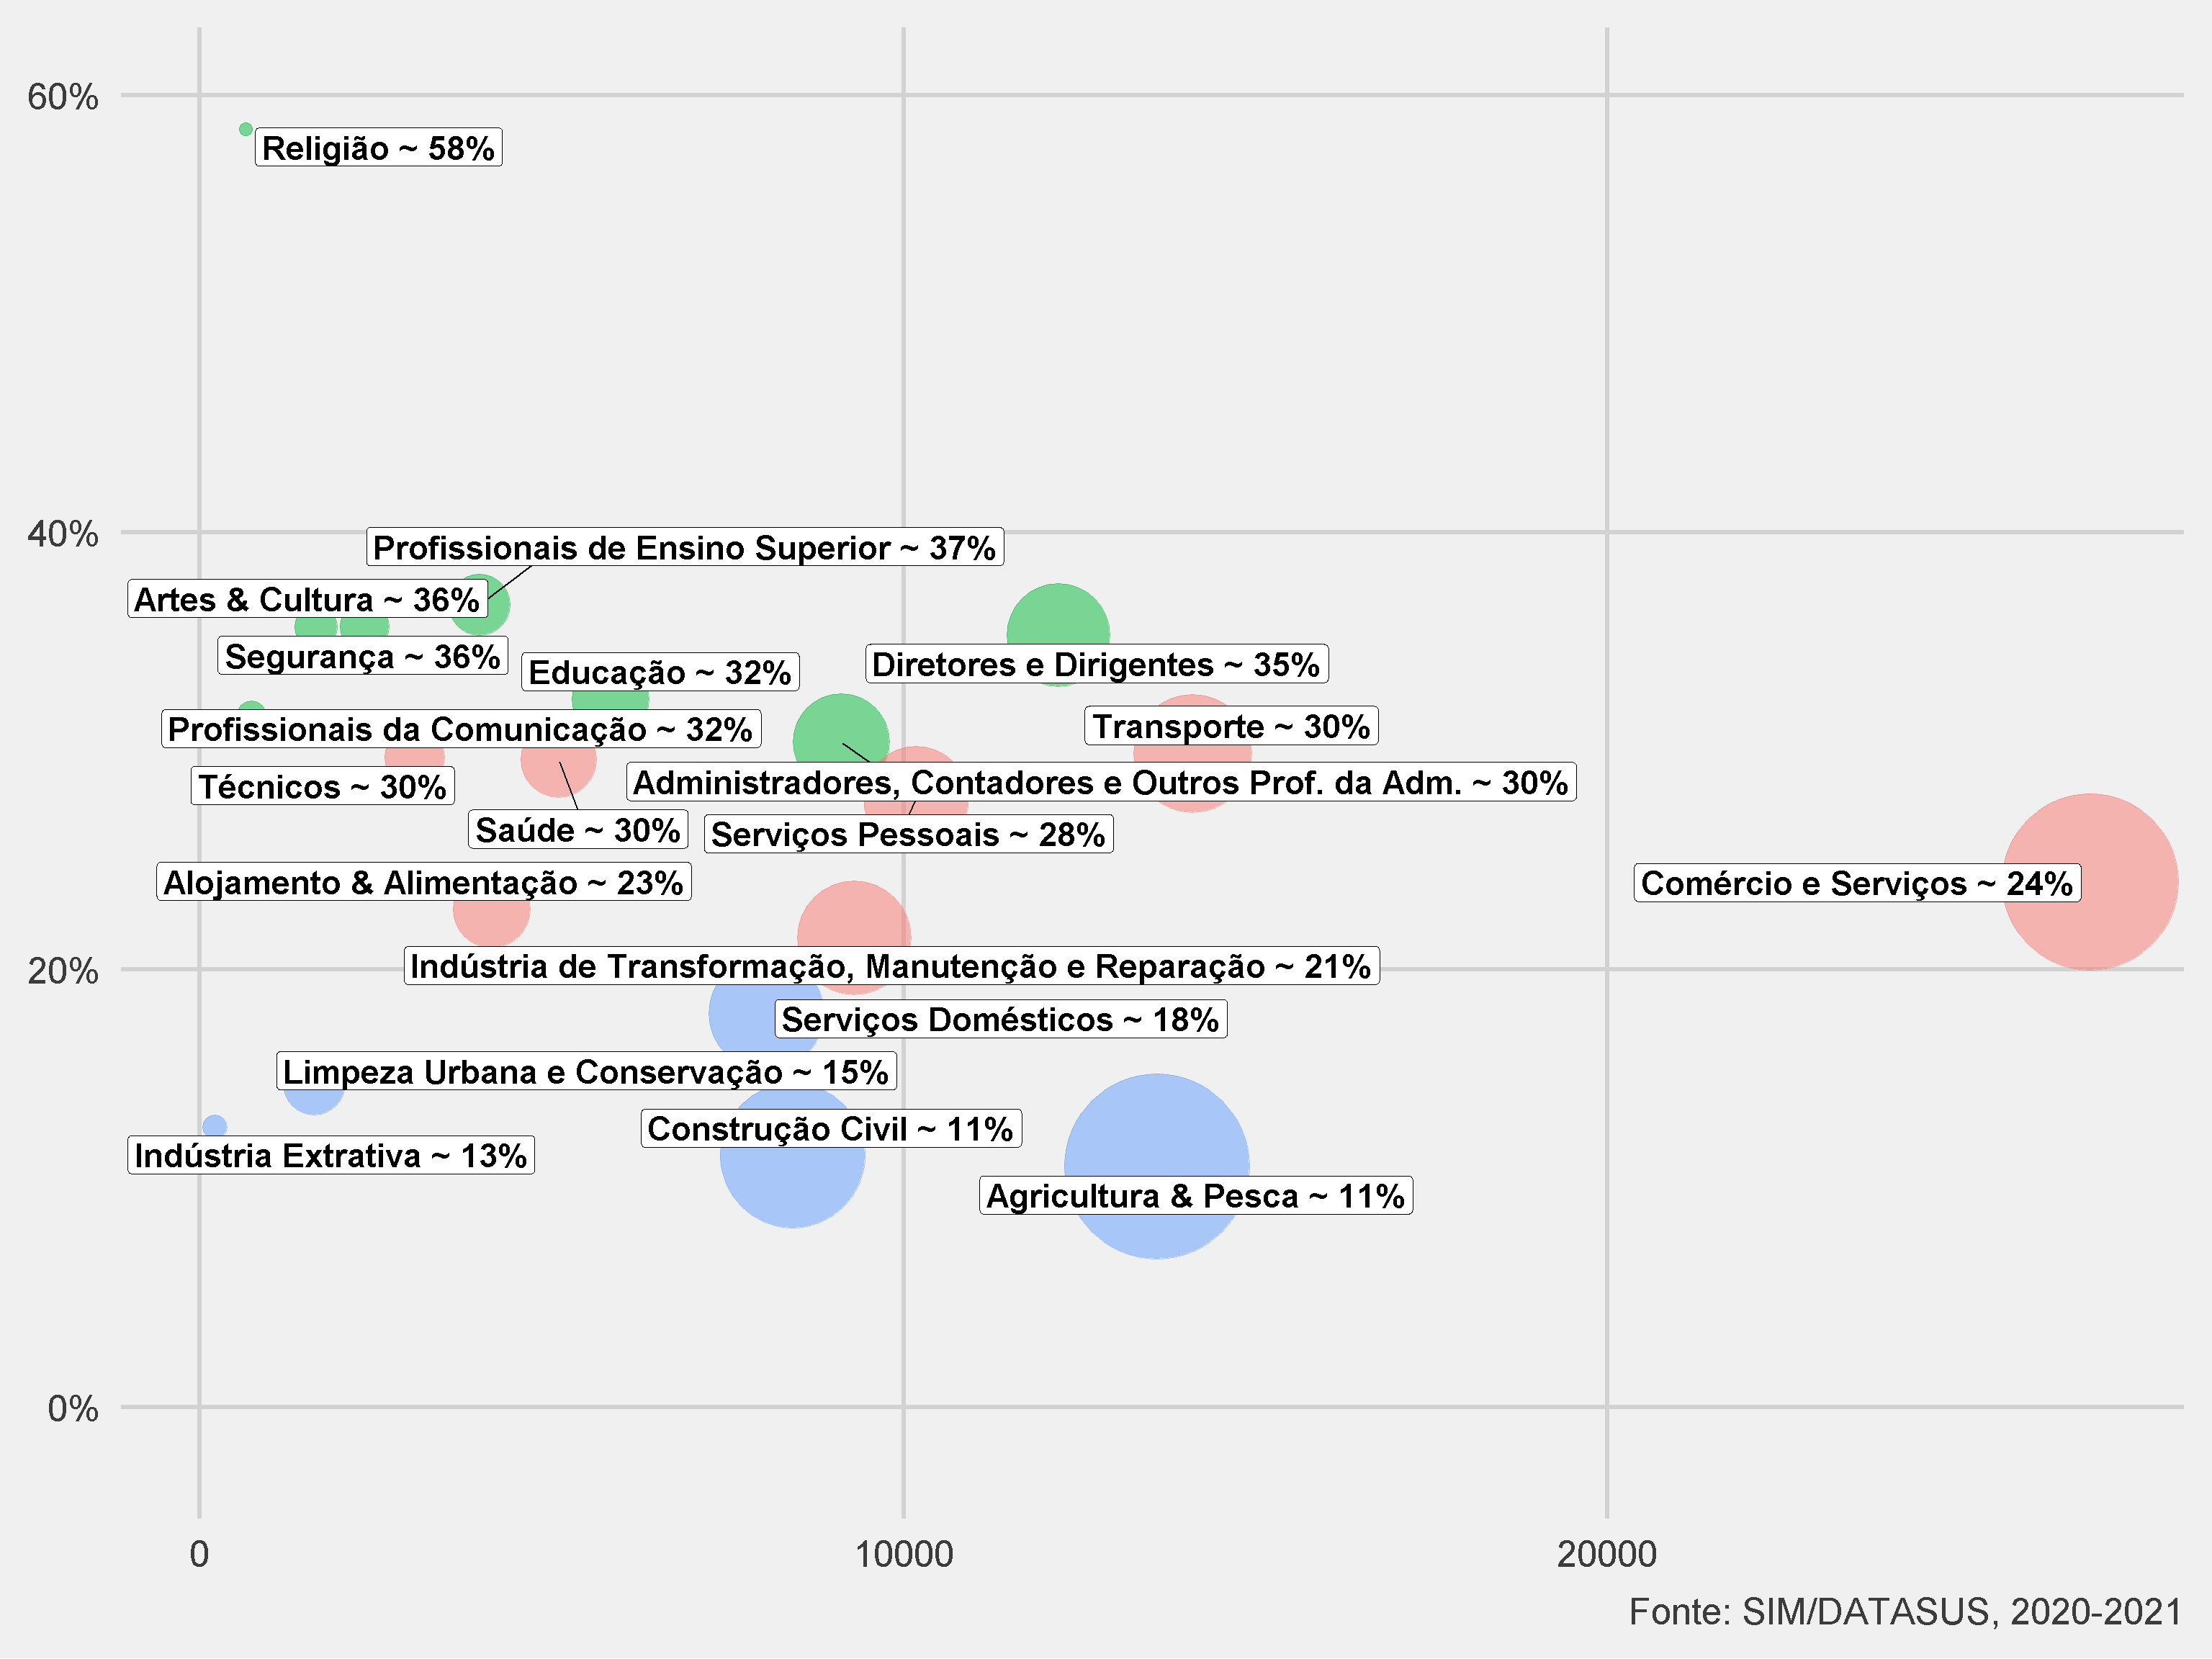 60%
Religião ~ 58%
40%
Profissionais de Ensino Superior ~ 37%
Artes & Cultura ~ 36%
Segurança ~ 36%
Educação ~ 32%
Diretores e Dirigentes ~ 35%
Profissionais da Comunicação ~ 32%
Transporte ~ 30%
Técnicos ~ 30%
Administradores, Contadores e Outros Prof. da Adm. ~ 30%
Saúde ~ 30%
Serviços Pessoais ~ 28%
Alojamento & Alimentação ~ 23%
Comércio e Serviços ~ 24%
20%
Indústria de Transformação, Manutenção e Reparação ~ 21%
Serviços Domésticos ~ 18%
Limpeza Urbana e Conservação ~ 15%
Construção Civil ~ 11%
Indústria Extrativa ~ 13%
Agricultura & Pesca ~ 11%
0%
0
10000
20000
Fonte: SIM/DATASUS, 2020-2021